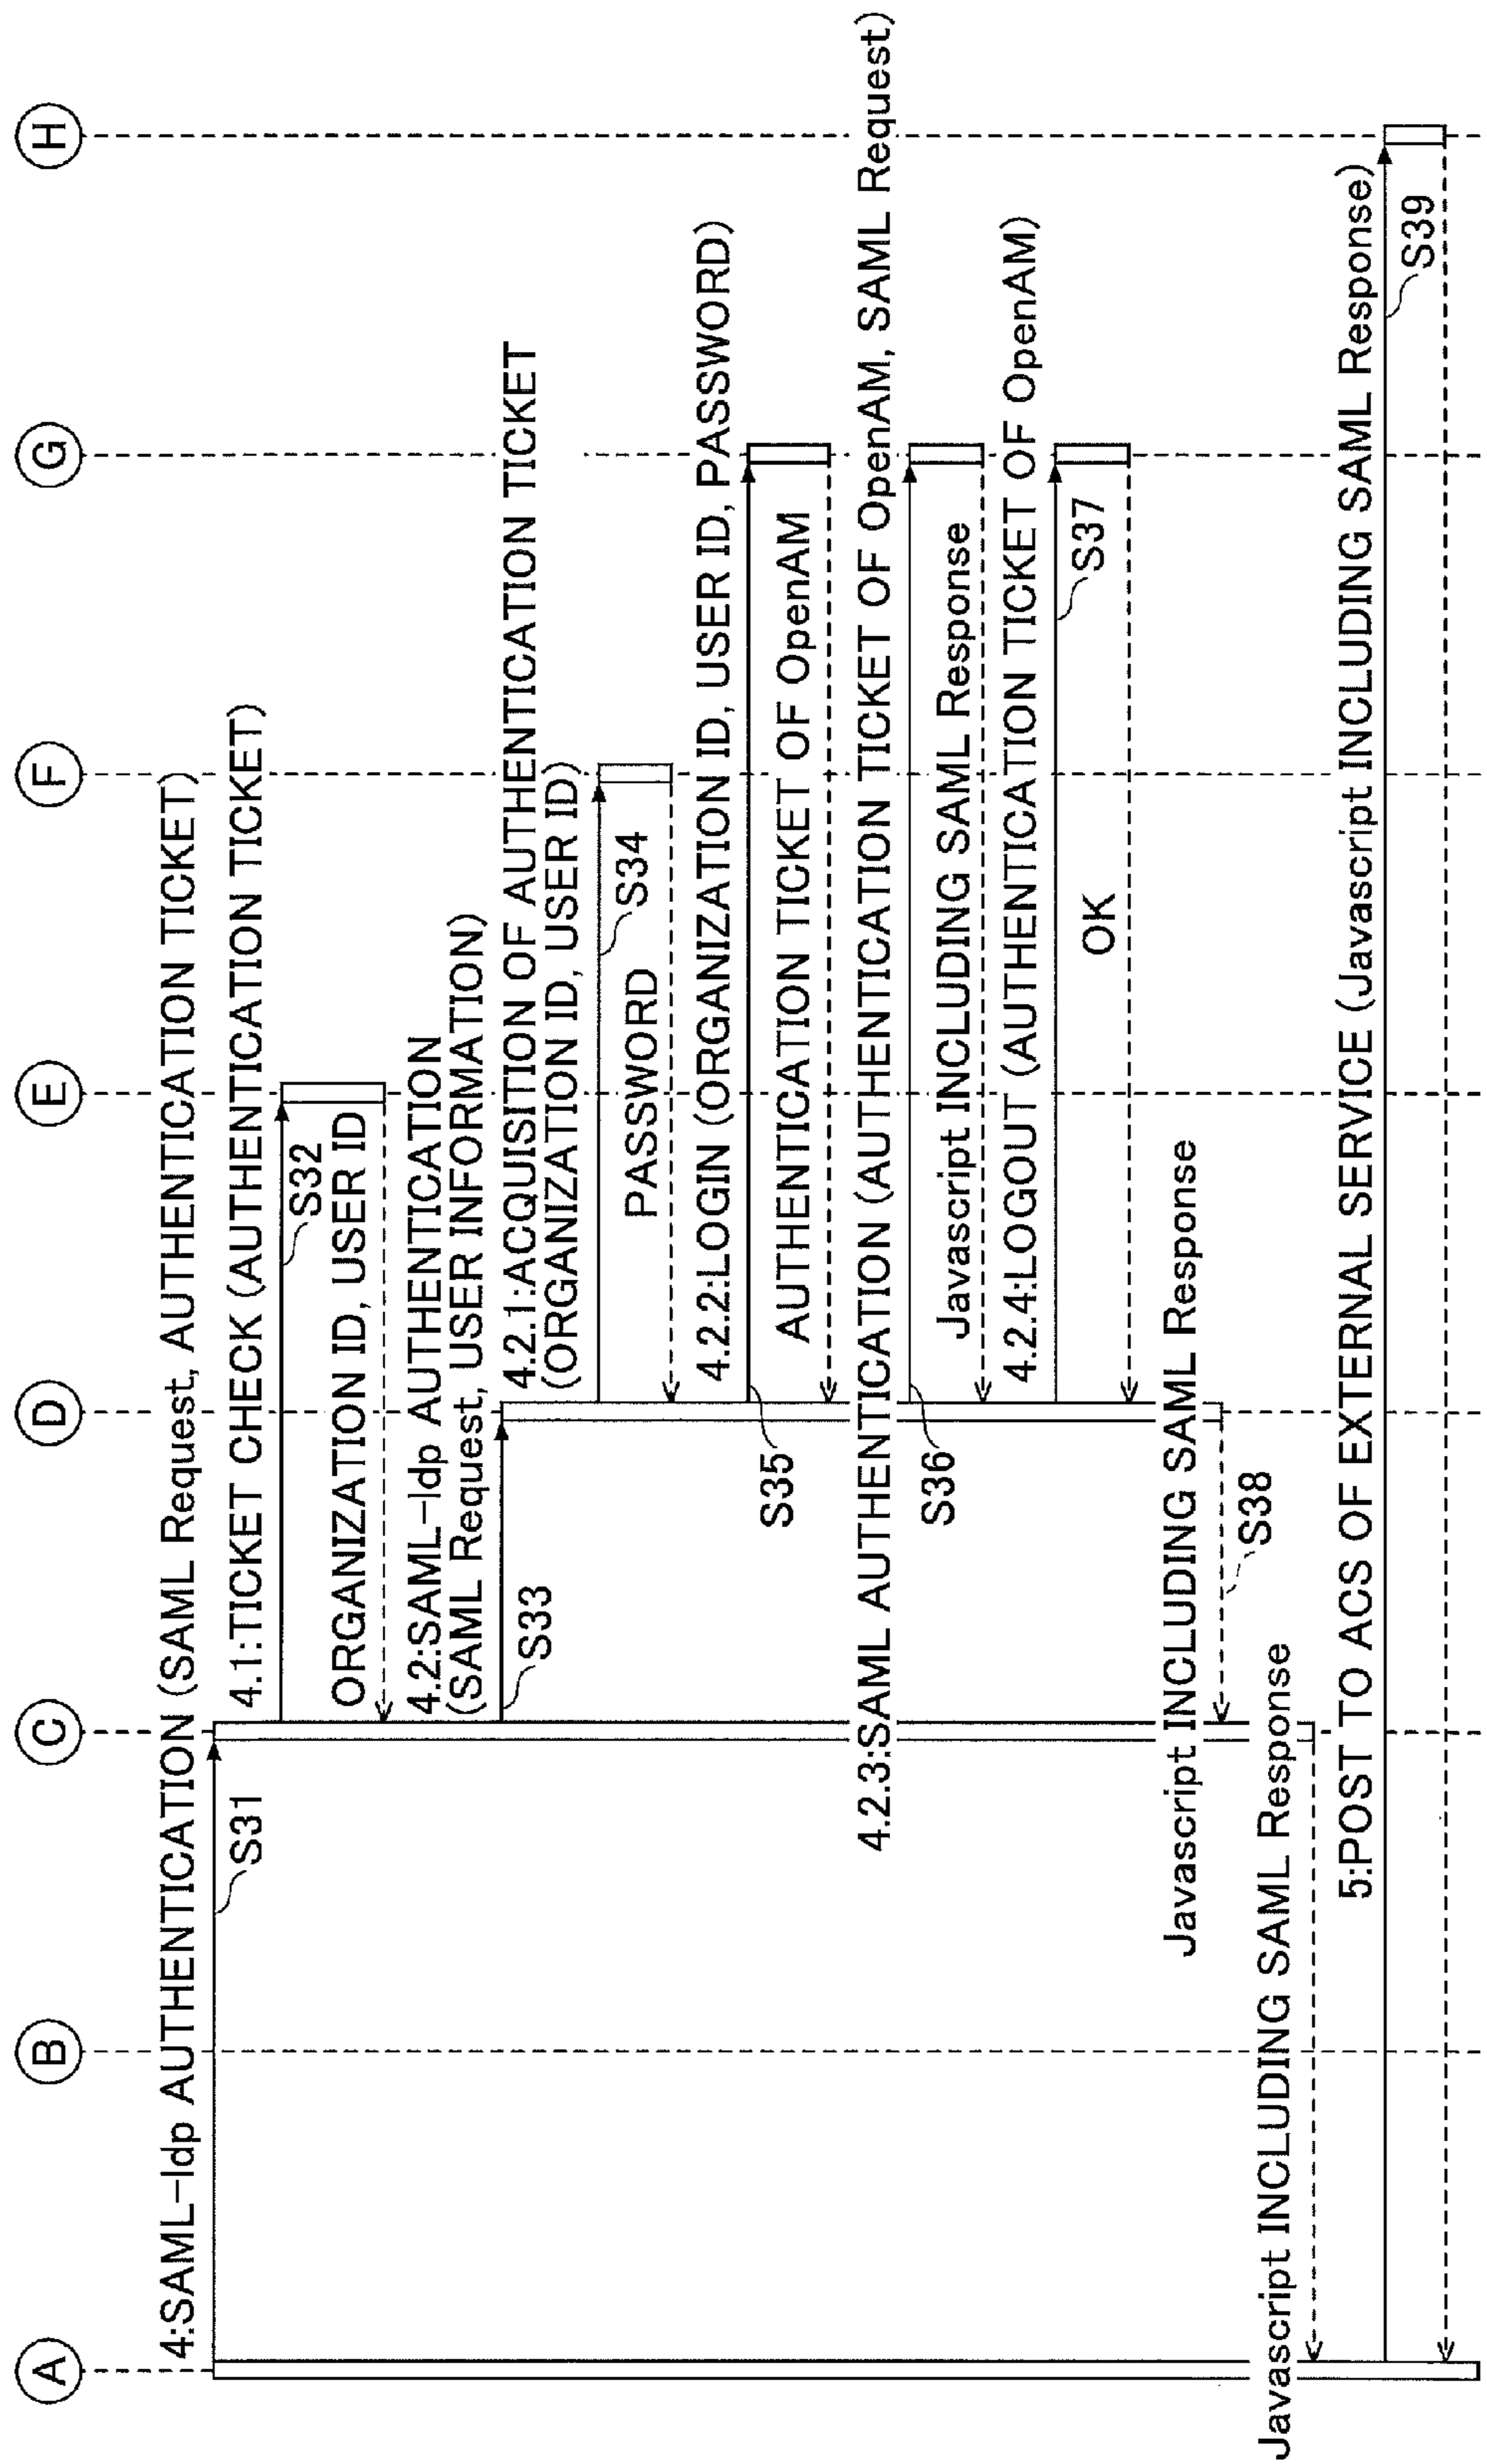 A
B
C
D
E
F
G
H
4:SAML-Idp AUTHENTICATION (SAML Request, AUTHENTICATION TICKET)
S31
4.1:TICKET CHECK (AUTHENTICATION TICKET)
S32
ORGANIZATION ID, USER ID
4.2:SAML-Idp AUTHENTICATION
(SAML Request, USER INFORMATION)
S33
4.2.1:ACQUISITION OF AUTHENTICATION TICKET
(ORGANIZATION ID, USER ID)
S34
PASSWORD
4.2.2:LOGIN (ORGANIZATION ID, USER ID, PASSWORD)
S35
AUTHENTICATION TICKET OF OpenAM
4.2.3:SAML AUTHENTICATION (AUTHENTICATION TICKET OF OpenAM, SAML Request)
S36
Javascript INCLUDING SAML Response
4.2.4:LOGOUT (AUTHENTICATION TICKET OF OpenAM)
S37
OK
Javascript INCLUDING SAML Response
S38
Javascript INCLUDING SAML Response
5:POST TO ACS OF EXTERNAL SERVICE (Javascript INCLUDING SAML Response)
S39